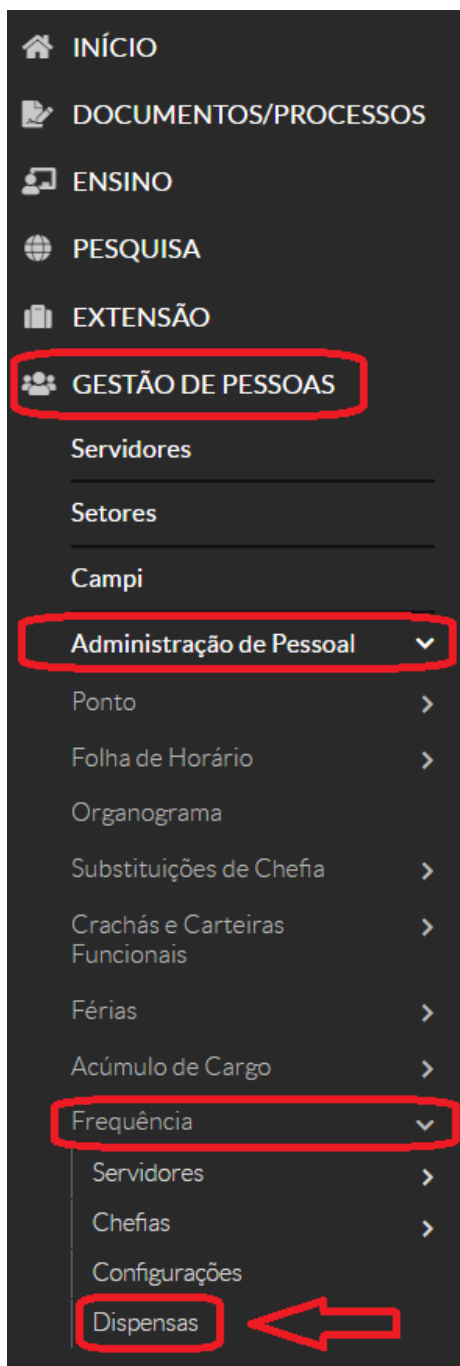 INÍCIO
DOCUMENTOS/PROCESSOS
ENSINO
PESQUISA
EXTENSÃO
GESTÃO DE PESSOAS
Servidores
Setores
Campi
Administração de Pessoal
Ponto
Folha de Horário
Organograma
Substituições de Chefia
Crachás e Carteiras
Funcionais
Férias
Acúmulo de Cargo
Frequência
Servidores
Chefias
Configurações
Dispensas